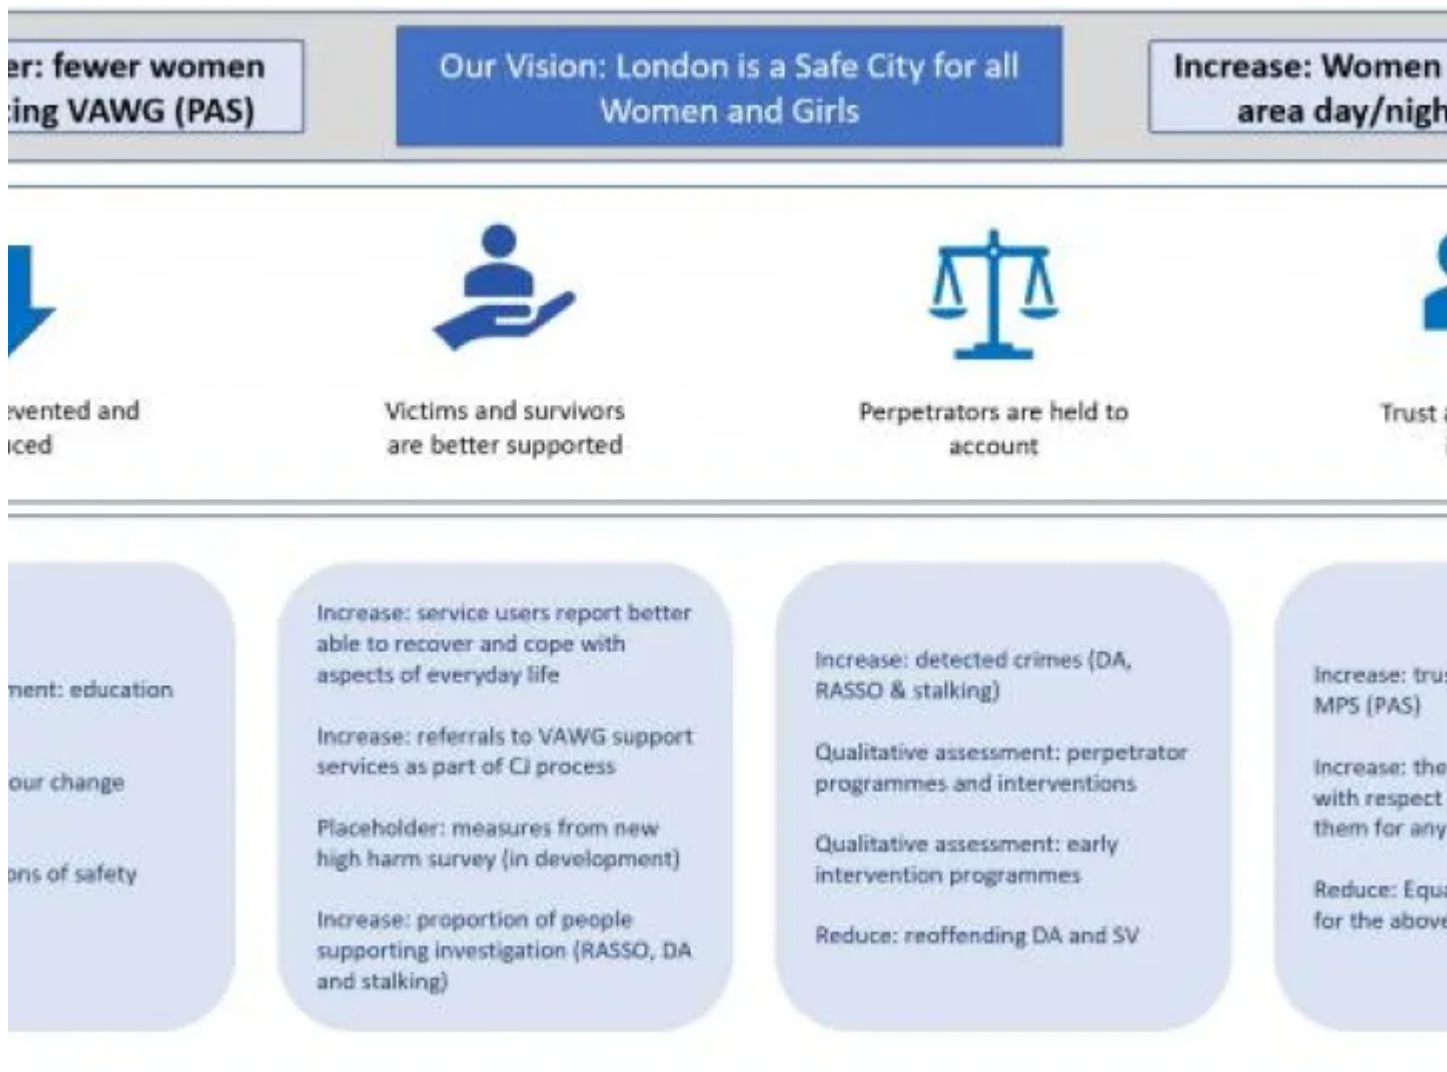 er: fewer women
cing VAWG (PAS)
Our Vision: London is a Safe City for all
Women and Girls
Increase: Women
area day/nigh
evented and
uced
Victims and survivors
are better supported
Perpetrators are held to
account
Trust
ment: education
our change
ons of safety
Increase: service users report better
able to recover and cope with
aspects of everyday life
Increase: referrals to VAWG support
services as part of CJ process
Placeholder: measures from new
high harm survey (in development)
Increase: proportion of people
supporting investigation (RASSO, DA
and stalking)
Increase: detected crimes (DA,
RASSO & stalking)
Qualitative assessment: perpetrator
programmes and interventions
Qualitative assessment: early
intervention programmes
Reduce: reoffending DA and SV
Increase: trus
MPS (PAS)
Increase: the
with respect
them for any
Reduce: Equa
for the above